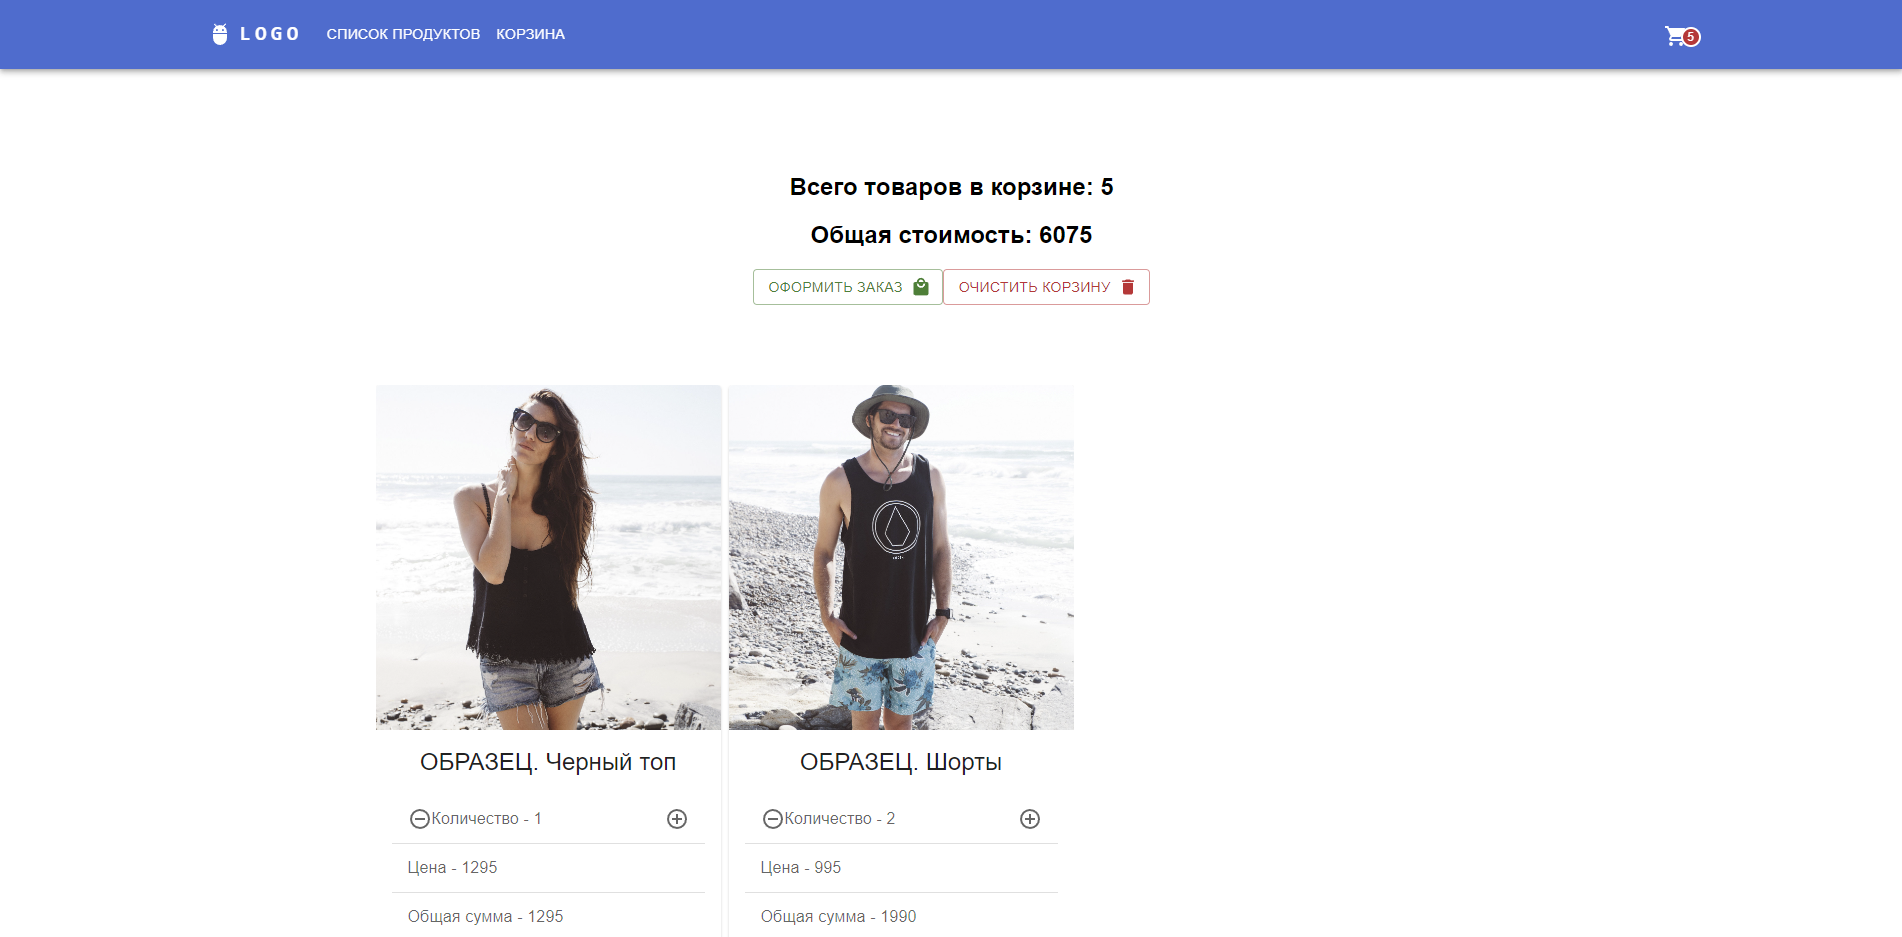 LOGO СПИСОК ПРОДУКТОВ КОРЗИНА 5
Всего товаров в корзине: 5
Общая стоимость: 6075
ОФОРМИТЬ ЗАКАЗ ОЧИСТИТЬ КОРЗИНУ
ОБРАЗЕЦ. Черный топ
Количество - 1
Цена - 1295
Общая сумма - 1295
ОБРАЗЕЦ. Шорты
Количество - 2
Цена - 995
Общая сумма - 1990